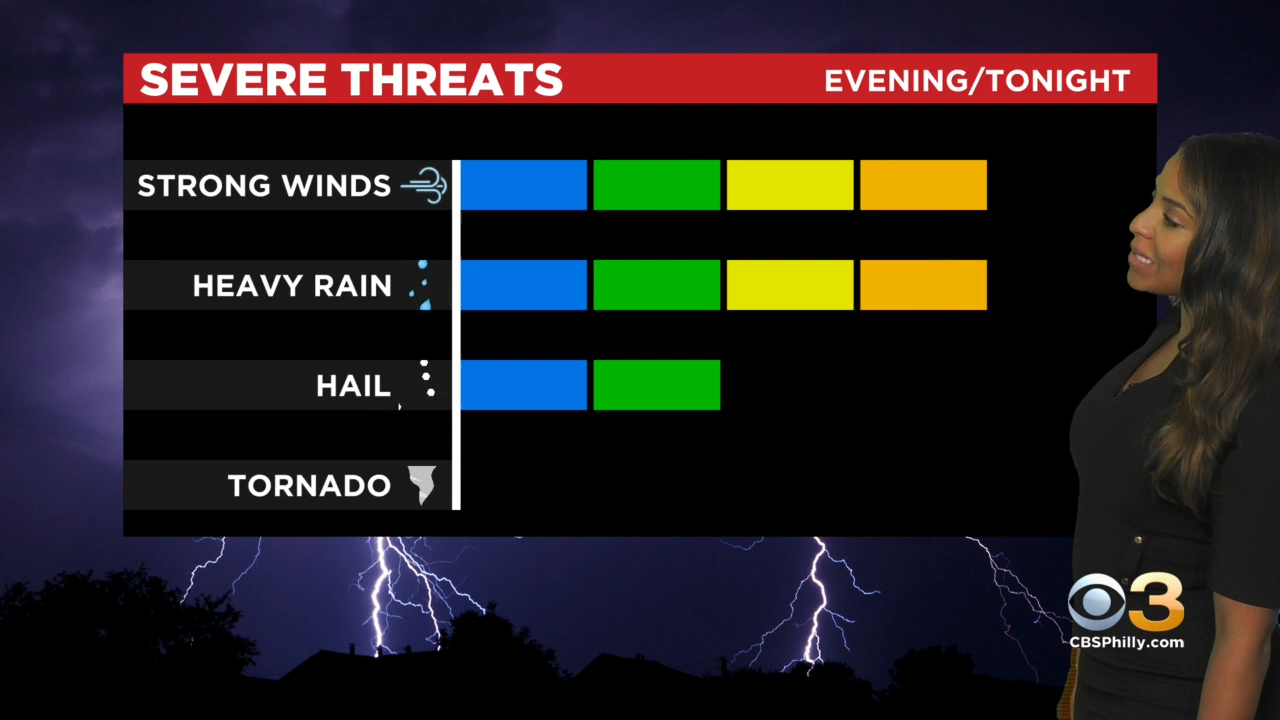 SEVERE THREATS
EVENING/TONIGHT
STRONG WINDS
HEAVY RAIN
HAIL
TORNADO
3
CBSPhilly.com